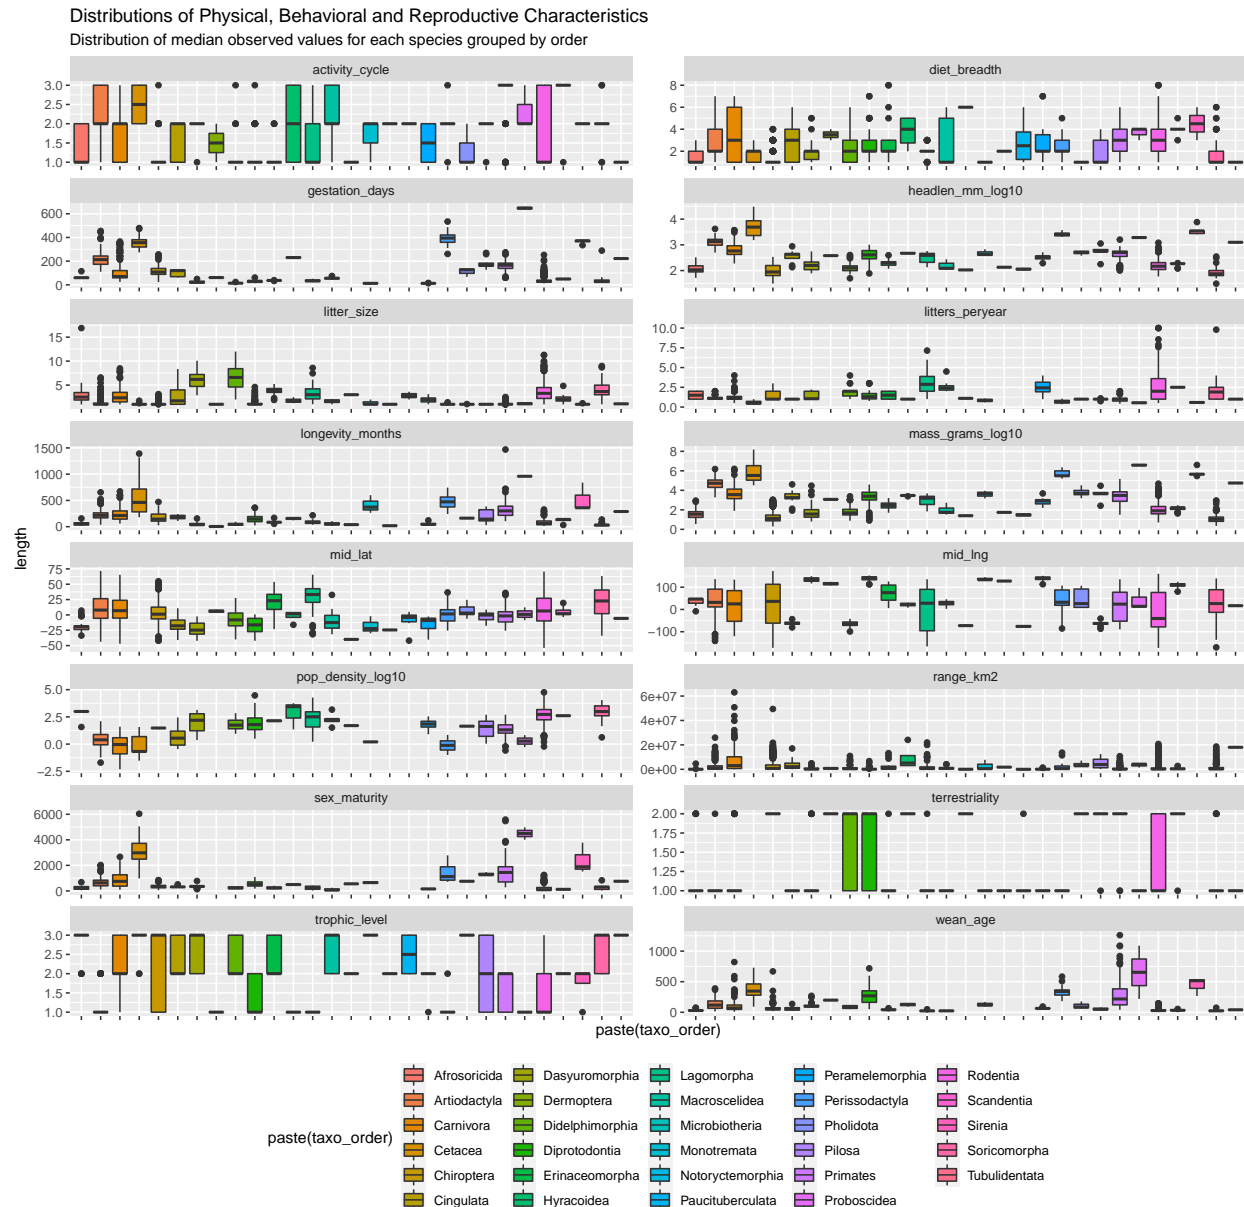 Distributions of Physical, Behavioral and Reproductive Characteristics
Distribution of median observed values for each species grouped by order
activity_cycle
3.0
2.5
2.0
1.5
1.0
diet_breadth
8
6
4
2
gestation_days
600
400
200
0
headlen_mm_log10
4
3
2
litter_size
15
10
5
litters_peryear
10.0
7.5
5.0
2.5
0.0
longevity_months
1500
1000
500
0
mass_grams_log10
8
6
4
2
0
length
mid_lat
75
50
25
0
−25
−50
mid_lng
100
0
−100
pop_density_log10
5.0
2.5
0.0
−2.5
range_km2
6e+07
4e+07
2e+07
0e+00
sex_maturity
6000
4000
2000
0
terrestriality
2.00
1.75
1.50
1.25
1.00
trophic_level
3.0
2.5
2.0
1.5
1.0
wean_age
1000
500
0
paste(taxo_order)
paste(taxo_order)
Afrosoricida
Artiodactyla
Carnivora
Cetacea
Chiroptera
Cingulata
Dasyuromorphia
Dermoptera
Didelphimorphia
Diprotodontia
Erinaceomorpha
Hyracoidea
Lagomorpha
Macroscelidea
Microbiotheria
Monotremata
Notoryctemorphia
Paucituberculata
Peramelemorphia
Perissodactyla
Pholidota
Pilosa
Primates
Proboscidea
Rodentia
Scandentia
Sirenia
Soricomorpha
Tubulidentata